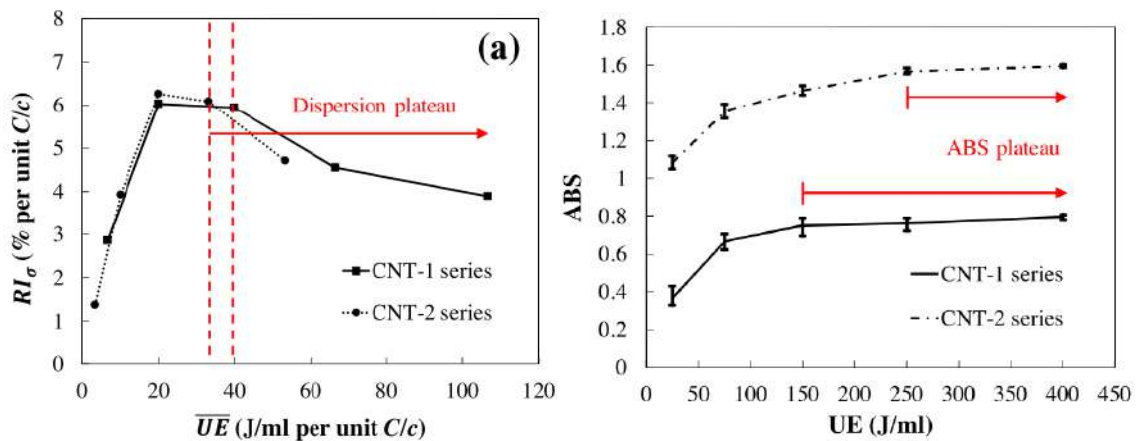 (a)
RI_σ (% per unit C/c)
8
7
6
5
4
3
2
1
0
Dispersion plateau
CNT-1 series
CNT-2 series
0 20 40 60 80 100 120
UE (J/ml per unit C/c)
ABS
1.8
1.6
1.4
1.2
1
0.8
0.6
0.4
0.2
0
ABS plateau
CNT-1 series
CNT-2 series
0 50 100 150 200 250 300 350 400 450
UE (J/ml)